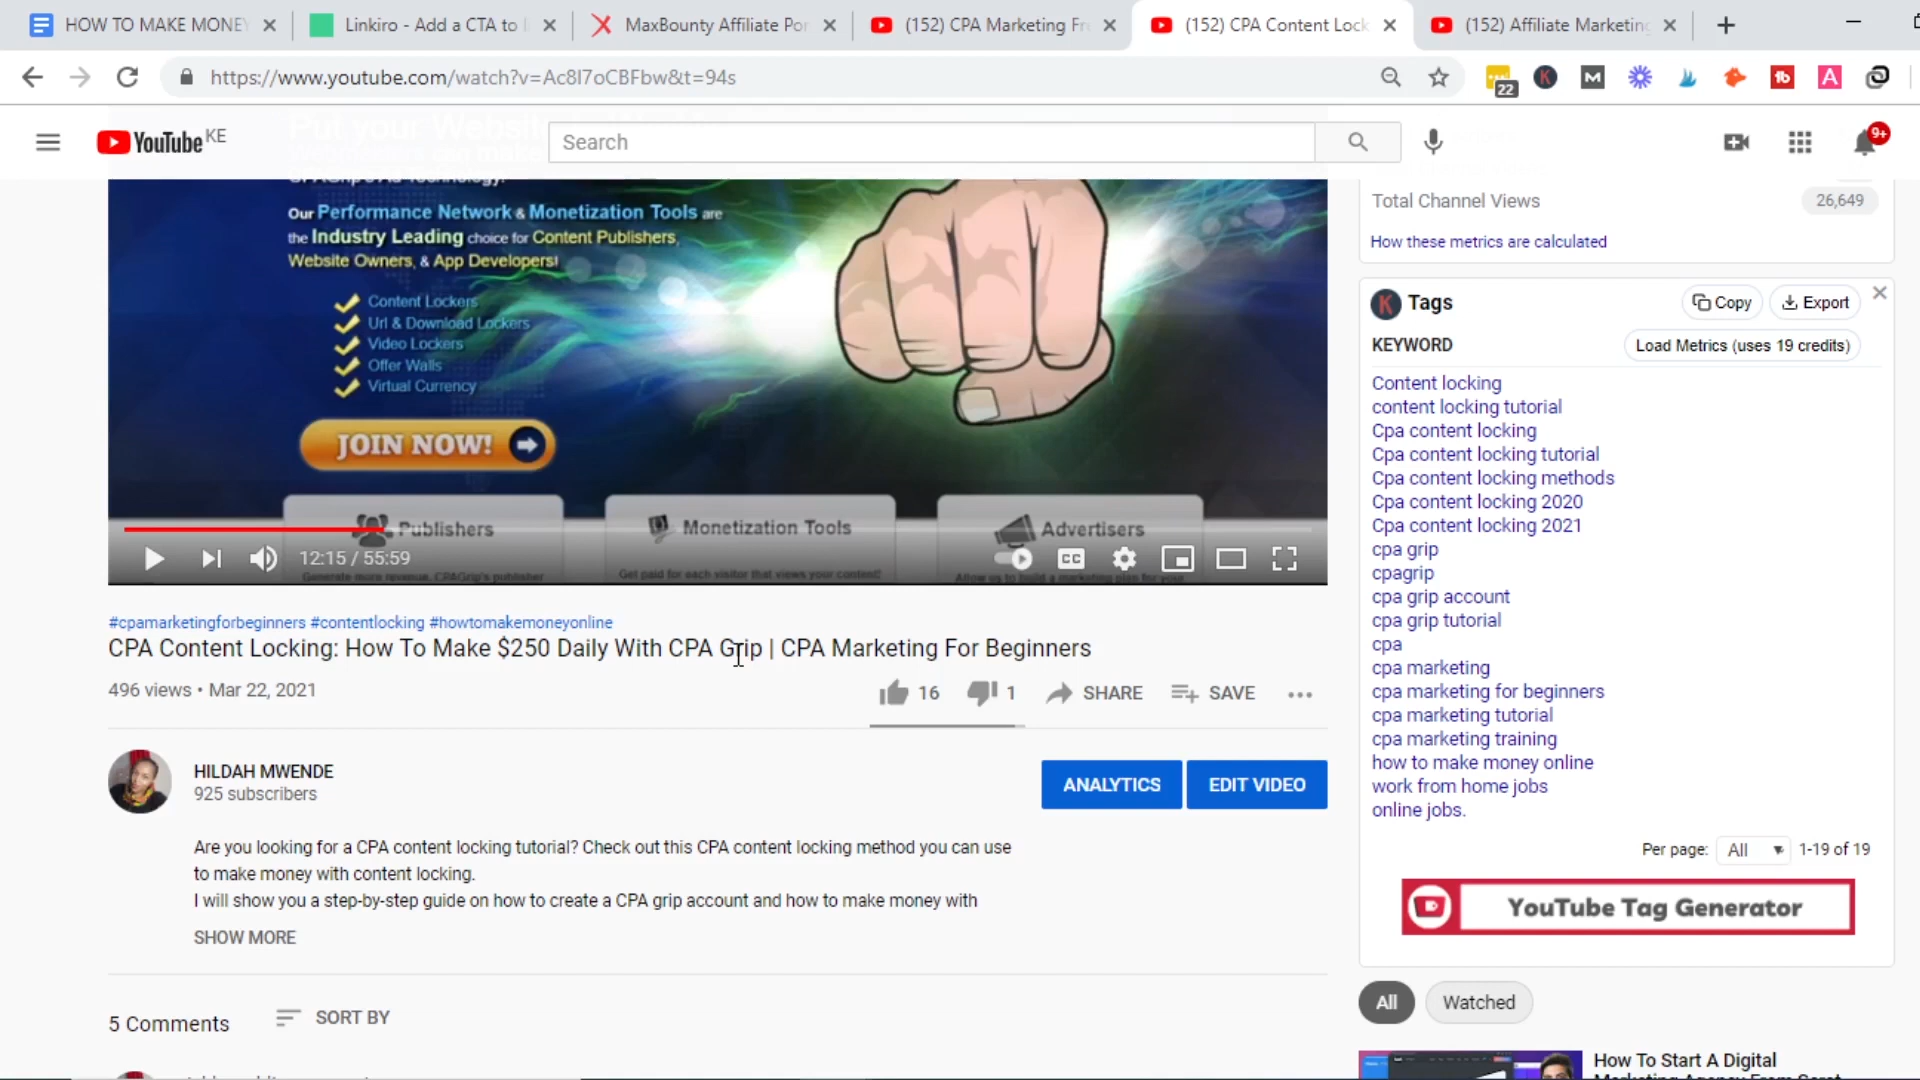 HOW TO MAKE MONEY
Linkiro - Add a CTA to
MaxBounty Affiliate Por
(152) CPA Marketing Fr
(152) CPA Content Lock
(152) Affiliate Marketing
https://www.youtube.com/watch?v=Ac8I7oCBFbw&t=94s
22
YouTube KE
Search
9+
Our Performance Network & Monetization Tools are
the Industry Leading choice for Content Publishers,
Website Owners, & App Developers!
Content Lockers
Url & Download Lockers
Video Lockers
Offer Walls
Virtual Currency
JOIN NOW!
Publishers
Monetization Tools
Advertisers
12:15 / 55:59
CC
Get paid for each visitor that views your content!
#cpamarketingforbeginners #contentlocking #howtomakemoneyonline
CPA Content Locking: How To Make $250 Daily With CPA Grip | CPA Marketing For Beginners
496 views • Mar 22, 2021
16
1
SHARE
SAVE
HILDAH MWENDE
925 subscribers
ANALYTICS
EDIT VIDEO
Are you looking for a CPA content locking tutorial? Check out this CPA content locking method you can use
to make money with content locking.
I will show you a step-by-step guide on how to create a CPA grip account and how to make money with
SHOW MORE
5 Comments
SORT BY
Total Channel Views
26,649
How these metrics are calculated
K Tags
Copy
Export
KEYWORD
Load Metrics (uses 19 credits)
Content locking
content locking tutorial
Cpa content locking
Cpa content locking tutorial
Cpa content locking methods
Cpa content locking 2020
Cpa content locking 2021
cpa grip
cpagrip
cpa grip account
cpa grip tutorial
cpa
cpa marketing
cpa marketing for beginners
cpa marketing tutorial
cpa marketing training
how to make money online
work from home jobs
online jobs.
Per page:
All
1-19 of 19
YouTube Tag Generator
All
Watched
How To Start A Digital